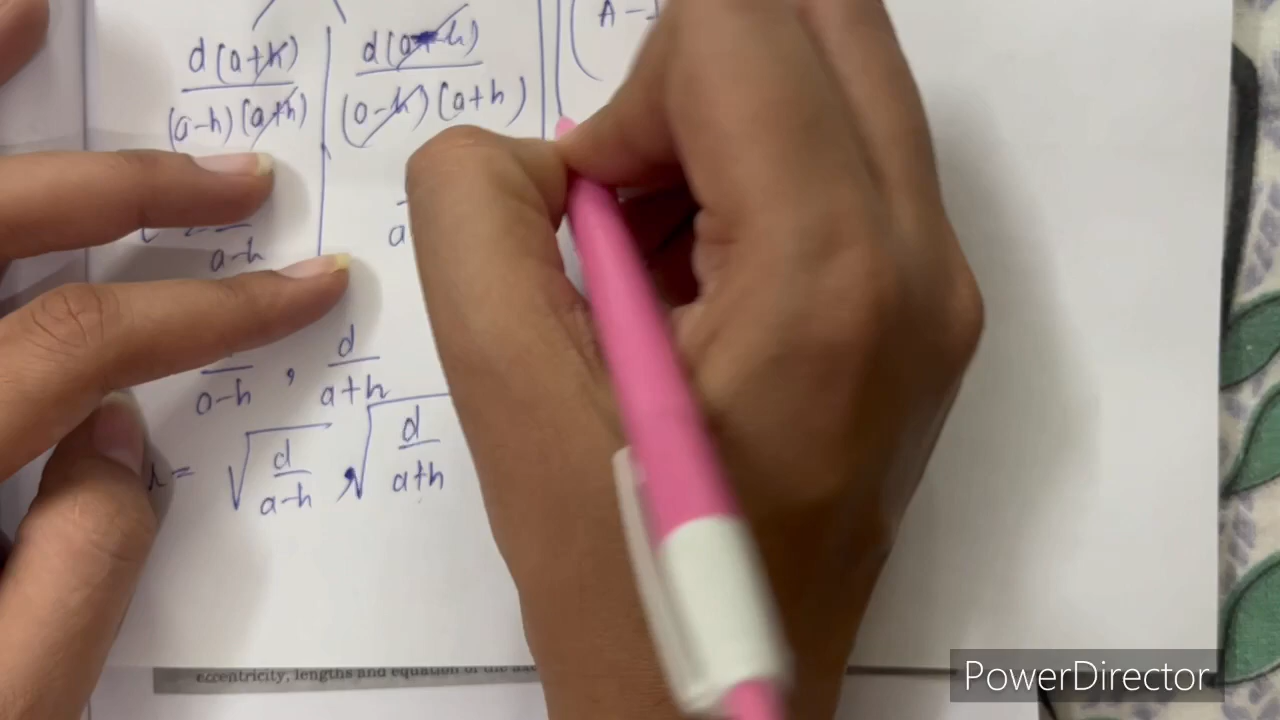 d(a+h) d(a-h) A -
(a-h)(a+h) (a-h)(a+h)
a-h a
d
a-h , a+h
= √ d √ d
a-h a+h
eccentricity, lengths and equation of the
PowerDirector